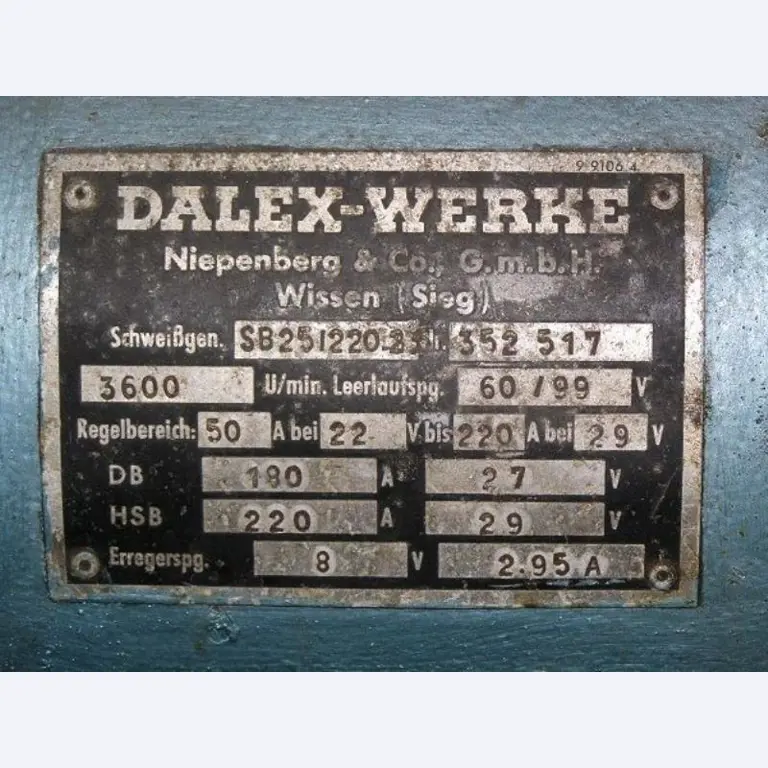 9 9106 4
DALEX-WERKE
Niepenberg & Co., G.m.b.H.
Wissen (Sieg)
Schweißgen. 352 517
3600 U/min. Leerlaufspg. 60/99 V
Regelbereich: 50 A bei 22 V bis 220 A bei 29 V
DB 180 A 27 V
HSB 220 A 29 V
Erregerspg. 8 V 2.95 A